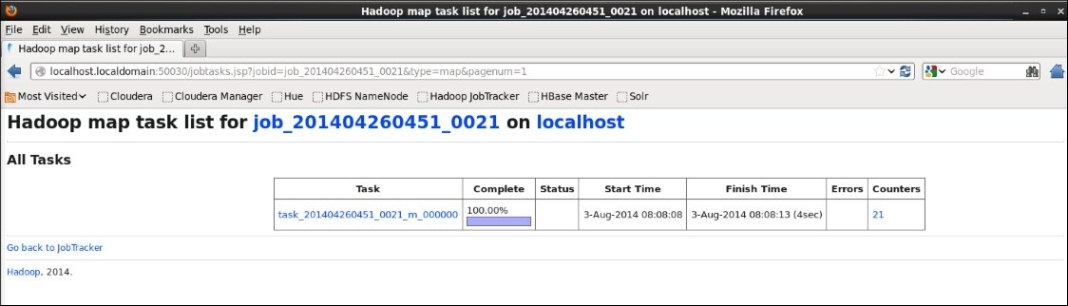 Hadoop map task list for job_201404260451_0021 on localhost - Mozilla Firefox
File Edit View History Bookmarks Tools Help
Hadoop map task list for job_2...
localhost.localdomain:50030/jobtasks.jsp?jobid=job_201404260451_0021&type=map&pagenum=1 Google
Most Visited Cloudera Cloudera Manager Hue HDFS NameNode Hadoop JobTracker HBase Master Solr
Hadoop map task list for job_201404260451_0021 on localhost
All Tasks
Task Complete Status Start Time Finish Time Errors Counters
task_201404260451_0021_m_000000 100.00% 3-Aug-2014 08:08:08 3-Aug-2014 08:08:13 (4sec) 21
Go back to JobTracker
Hadoop, 2014.